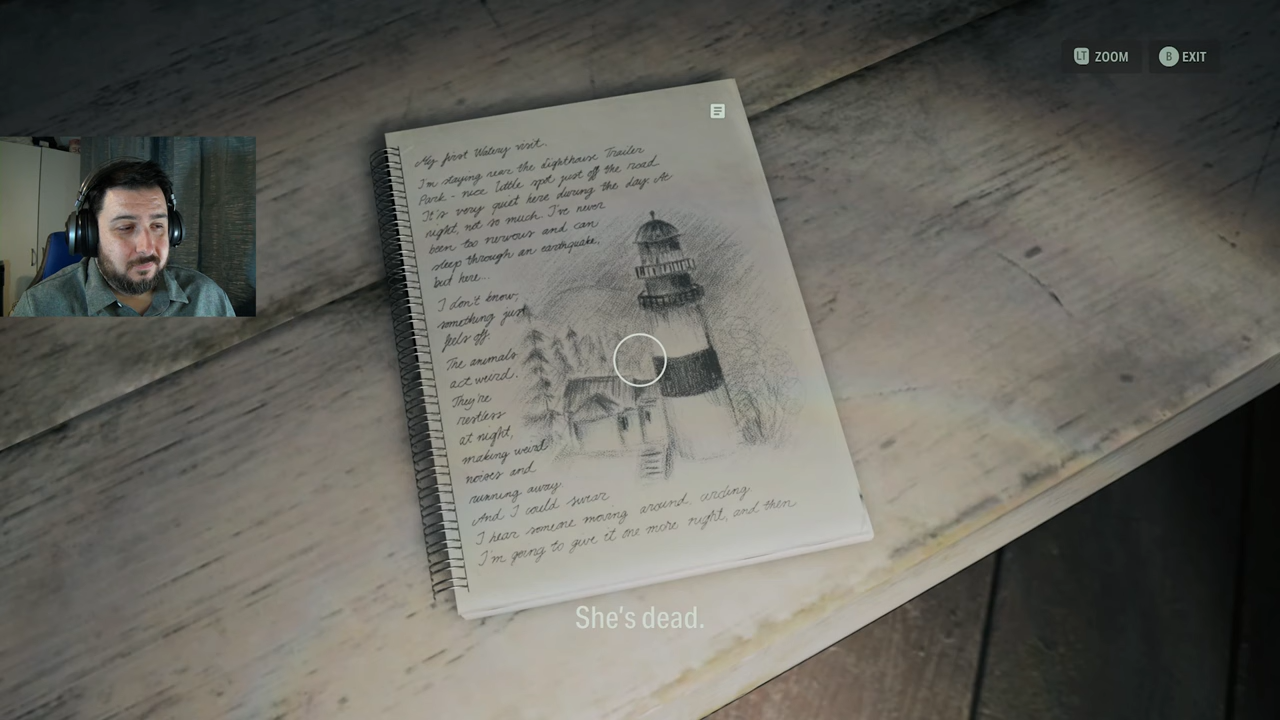 LT ZOOM
B EXIT
My first Watery visit.
I'm staying near the Lighthouse Trailer
Park - nice little spot just off the road
It's very quiet here during the day. At
night, not so much. I've never
been too nervous and can
sleep through an earthquake,
but here...
I don't know,
something just
feels off.
The animals
act weird.
They're
restless
at night,
making weird
noises and
running away.
And I could swear
I hear someone moving around, circling
I'm going to give it one more night, and then
She's dead.